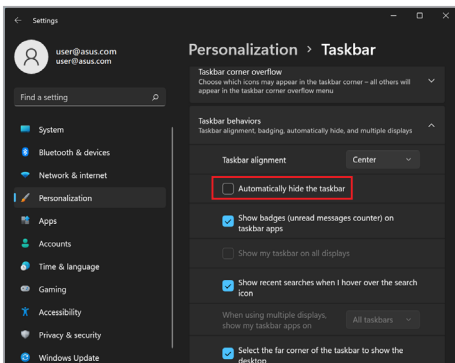 Settings
user@asus.com
user@asus.com
Find a setting
System
Bluetooth & devices
Network & internet
Personalization
Apps
Accounts
Time & language
Gaming
Accessibility
Privacy & security
Windows Update
Personalization > Taskbar
Taskbar corner overflow
Choose which icons may appear in the taskbar corner – all others will
appear in the taskbar corner overflow menu
Taskbar behaviors
Taskbar alignment, badging, automatically hide, and multiple displays
Taskbar alignment
Center
Automatically hide the taskbar
Show badges (unread messages counter) on
taskbar apps
Show my taskbar on all displays
Show recent searches when I hover over the search
icon
When using multiple displays,
show my taskbar apps on
All taskbars
Select the far corner of the taskbar to show the
desktop